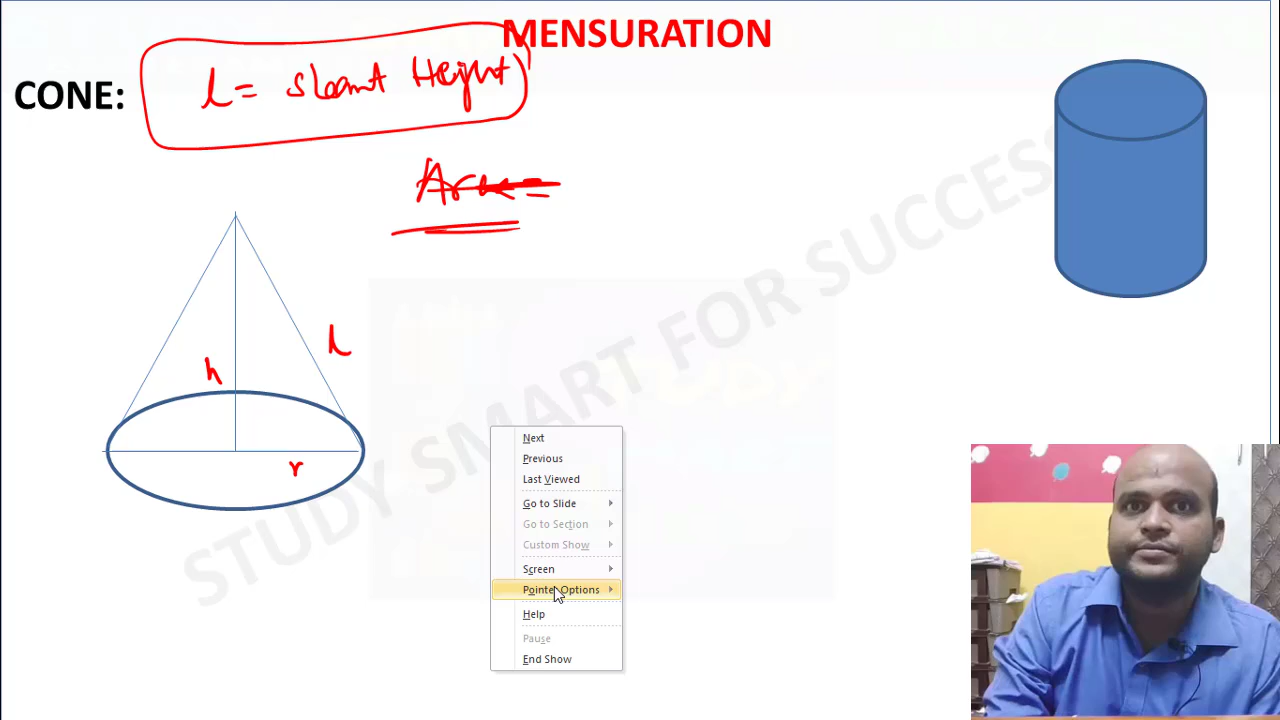 MENSURATION
CONE:
l = Slant Height
Area =
h
l
r
STUDY SMART FOR SUCCESS
Next
Previous
Last Viewed
Go to Slide
Go to Section
Custom Show
Screen
Pointer Options
Help
Pause
End Show